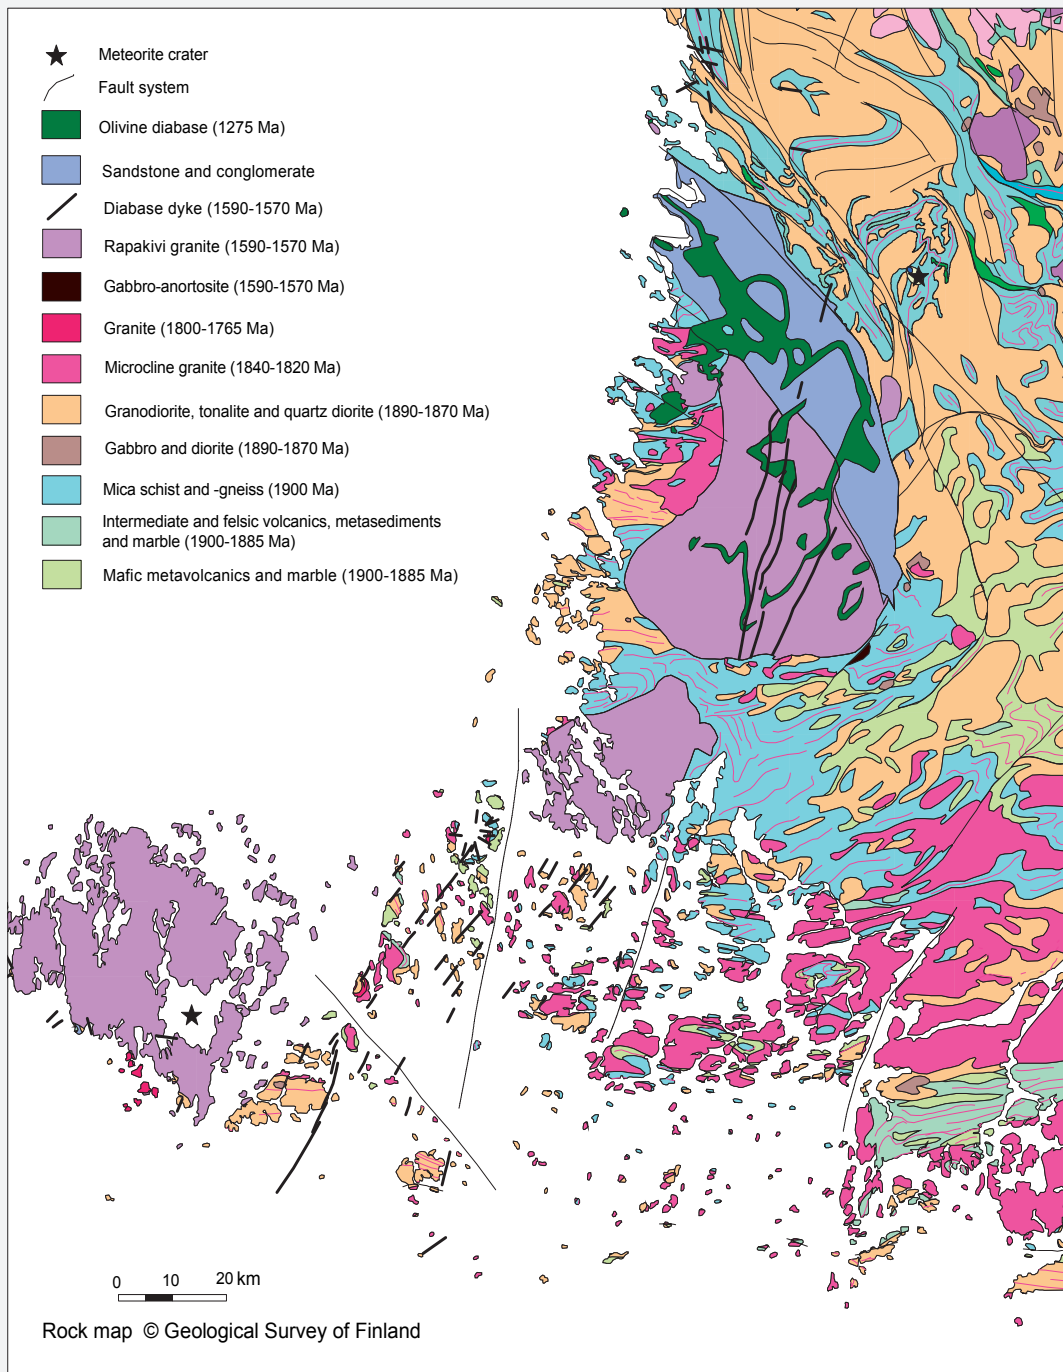 Meteorite crater
Fault system
Olivine diabase (1275 Ma)
Sandstone and conglomerate
Diabase dyke (1590-1570 Ma)
Rapakivi granite (1590-1570 Ma)
Gabbro-anortosite (1590-1570 Ma)
Granite (1800-1765 Ma)
Microcline granite (1840-1820 Ma)
Granodiorite, tonalite and quartz diorite (1890-1870 Ma)
Gabbro and diorite (1890-1870 Ma)
Mica schist and -gneiss (1900 Ma)
Intermediate and felsic volcanics, metasediments
and marble (1900-1885 Ma)
Mafic metavolcanics and marble (1900-1885 Ma)
0 10 20 km
Rock map © Geological Survey of Finland